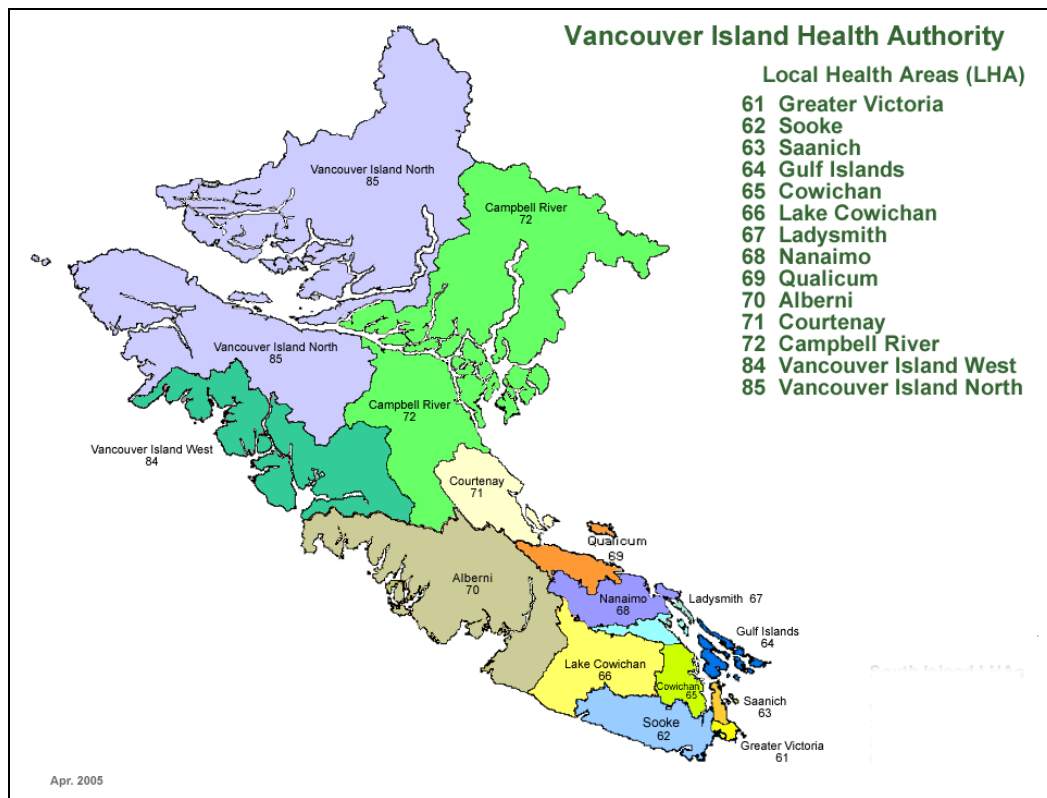 Vancouver Island Health Authority
Local Health Areas (LHA)
61 Greater Victoria
62 Sooke
63 Saanich
64 Gulf Islands
65 Cowichan
66 Lake Cowichan
67 Ladysmith
68 Nanaimo
69 Qualicum
70 Alberni
71 Courtenay
72 Campbell River
84 Vancouver Island West
85 Vancouver Island North
Vancouver Island North
85
Campbell River
72
Vancouver Island North
85
Campbell River
72
Vancouver Island West
84
Courtenay
71
Qualicum
69
Alberni
70
Nanaimo
68
Ladysmith 67
Gulf Islands
64
Lake Cowichan
66
Cowichan
65
Saanich
63
Sooke
62
Greater Victoria
61
Apr. 2005